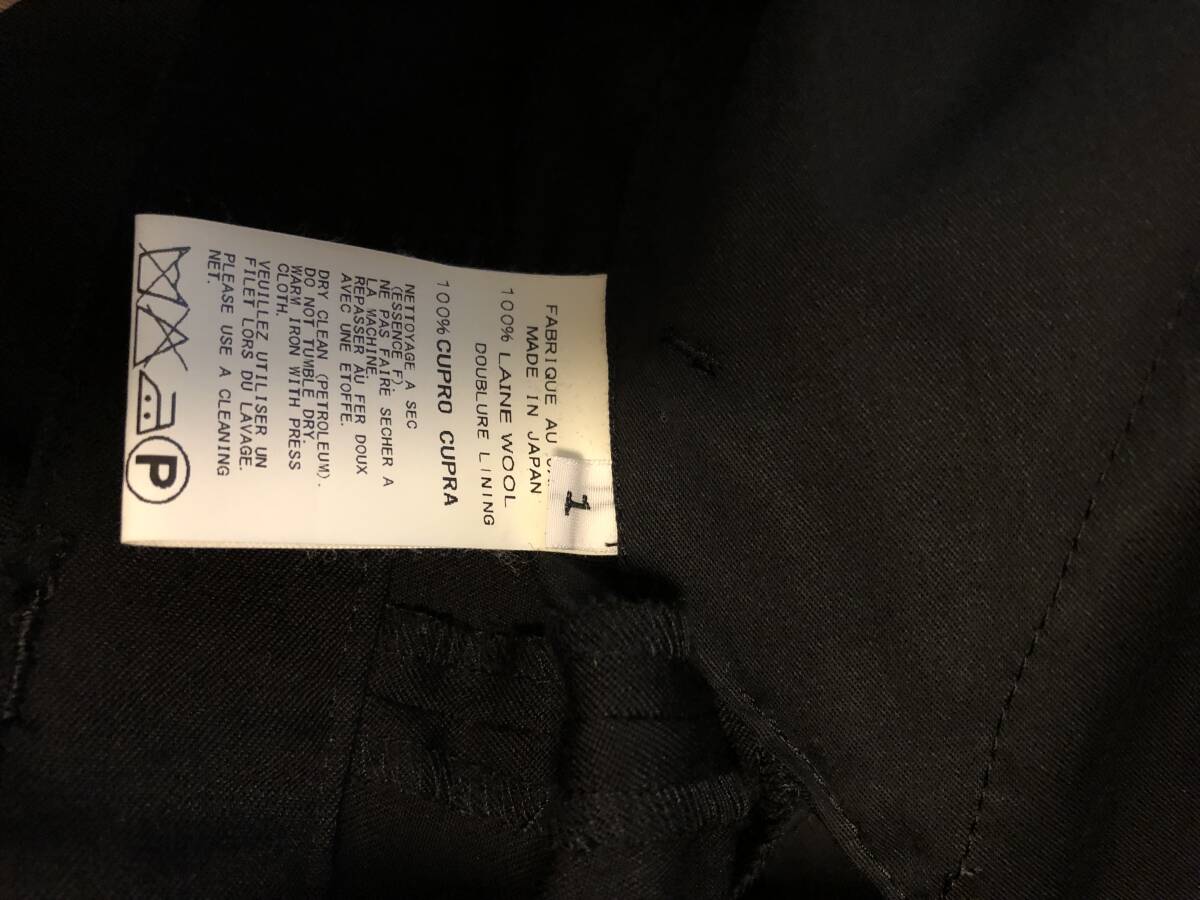 FABRIQUE AU
MADE IN JAPAN
1
100% LAINE WOOL
DOUBLURE LINING
100% CUPRO CUPRA
NETTOYAGE A SEC
(ESSENCE F).
NE PAS FAIRE SECHER A
LA MACHINE.
REPASSER AU FER DOUX
AVEC UNE ETOFFE.
DRY CLEAN (PETROLEUM).
DO NOT TUMBLE DRY.
WARM IRON WITH PRESS
CLOTH.
VEUILLEZ UTILISER UN
FILET LORS DU LAVAGE.
PLEASE USE A CLEANING
NET.
P